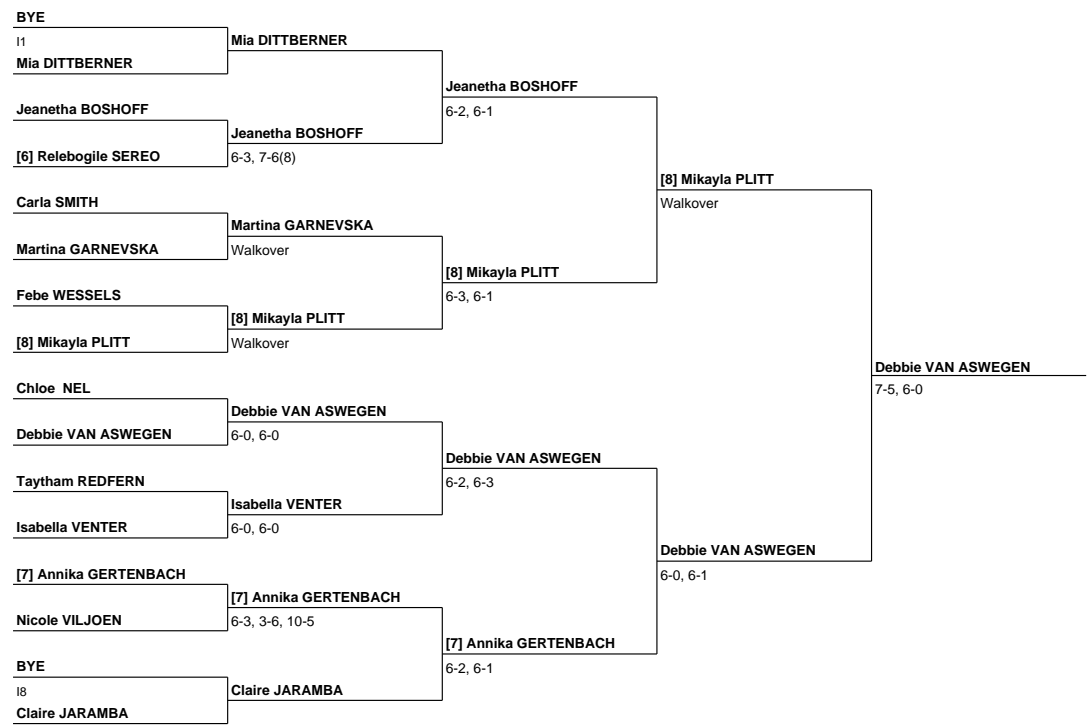 BYE
I1
Mia DITTBERNER
Jeanetha BOSHOFF
[6] Relebogile SEREO
Carla SMITH
Martina GARNEVSKA
Febe WESSELS
[8] Mikayla PLITT
Chloe  NEL
Debbie VAN ASWEGEN
Taytham REDFERN
Isabella VENTER
[7] Annika GERTENBACH
Nicole VILJOEN
BYE
I8
Claire JARAMBA
Mia DITTBERNER
Jeanetha BOSHOFF
6-3, 7-6(8)
Martina GARNEVSKA
Walkover
[8] Mikayla PLITT
Walkover
Debbie VAN ASWEGEN
6-0, 6-0
Isabella VENTER
6-0, 6-0
[7] Annika GERTENBACH
6-3, 3-6, 10-5
Claire JARAMBA
Jeanetha BOSHOFF
6-2, 6-1
[8] Mikayla PLITT
6-3, 6-1
Debbie VAN ASWEGEN
6-2, 6-3
[7] Annika GERTENBACH
6-2, 6-1
[8] Mikayla PLITT
Walkover
Debbie VAN ASWEGEN
6-0, 6-1
Debbie VAN ASWEGEN
7-5, 6-0